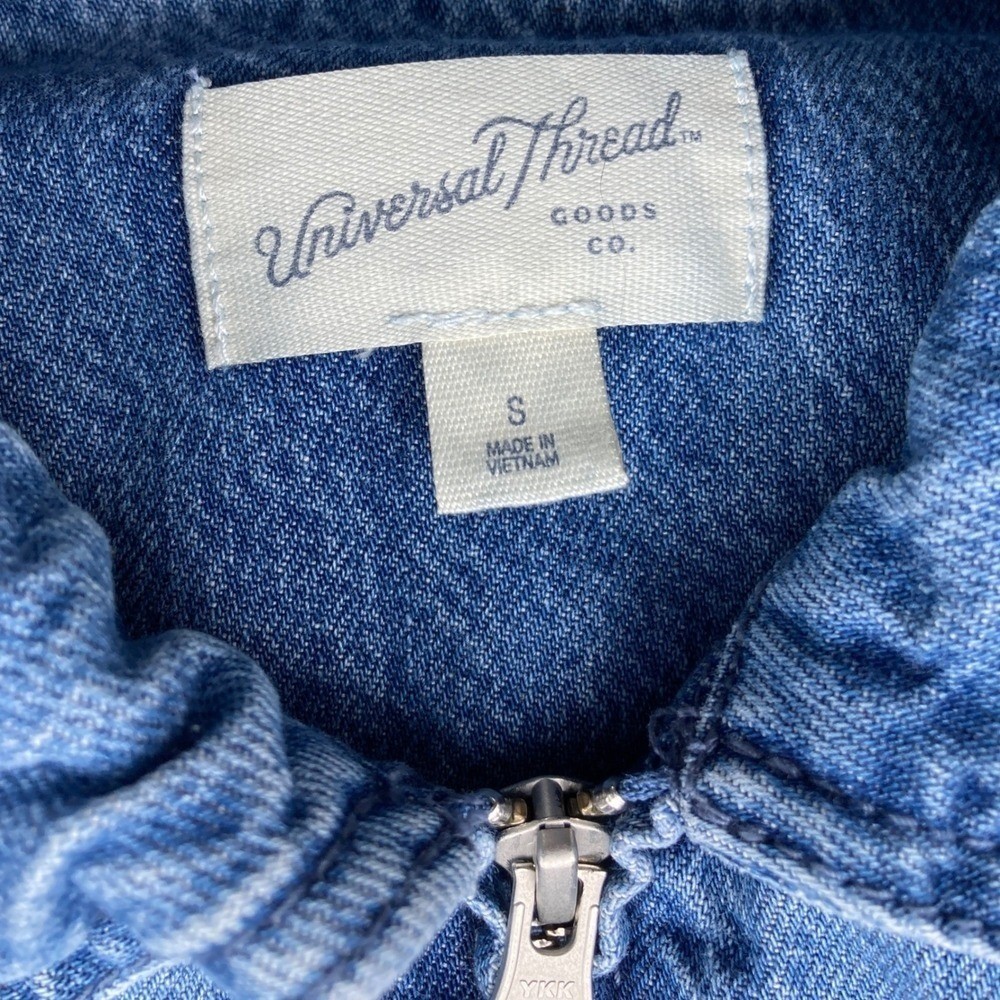 Universal Thread™
GOODS
CO.
S
MADE IN
VIETNAM
YKK